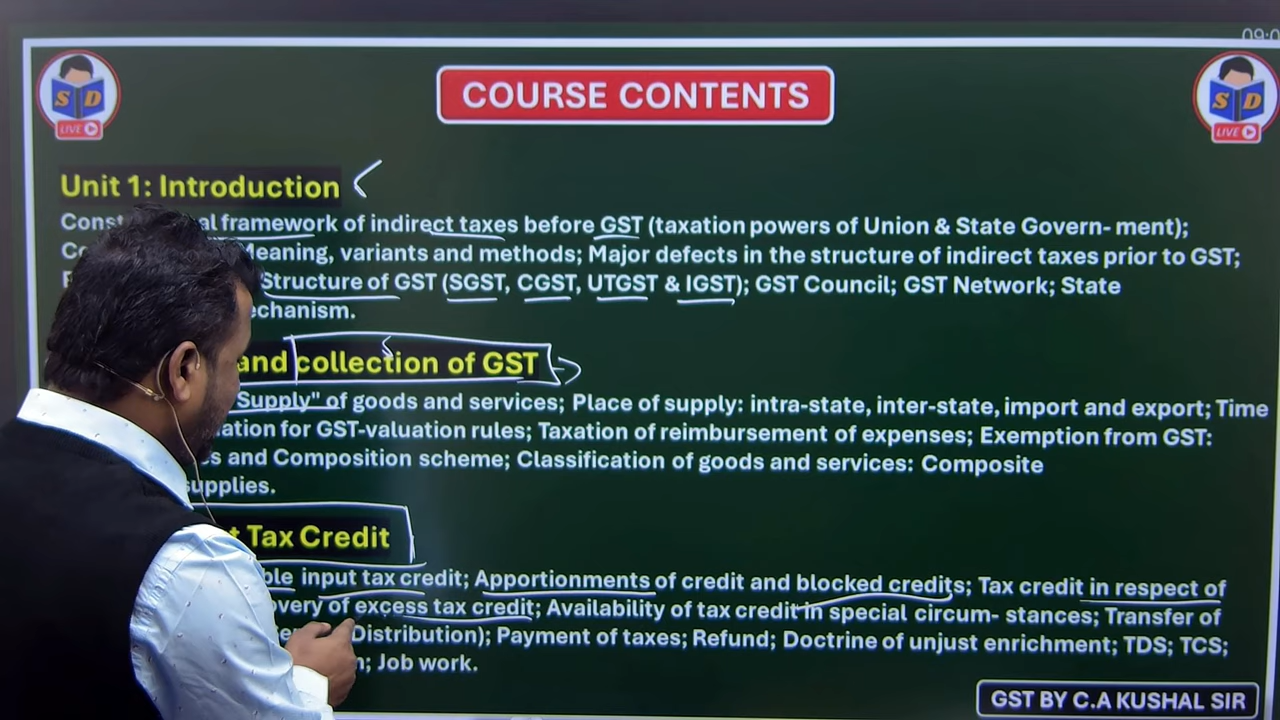 09:0
COURSE CONTENTS
S D
LIVE
S D
LIVE
Unit 1: Introduction
framework of indirect taxes before GST (taxation powers of Union & State Govern- ment);
Meaning, variants and methods; Major defects in the structure of indirect taxes prior to GST;
Structure of GST (SGST, CGST, UTGST & IGST); GST Council; GST Network; State
and collection of GST
Supply" of goods and services; Place of supply: intra-state, inter-state, import and export; Time
for GST-valuation rules; Taxation of reimbursement of expenses; Exemption from GST:
and Composition scheme; Classification of goods and services: Composite
supplies.
Tax Credit
input tax credit; Apportionments of credit and blocked credits; Tax credit in respect of
of excess tax credit; Availability of tax credit in special circum- stances; Transfer of
Distribution); Payment of taxes; Refund; Doctrine of unjust enrichment; TDS; TCS;
Job work.
GST BY C.A KUSHAL SIR